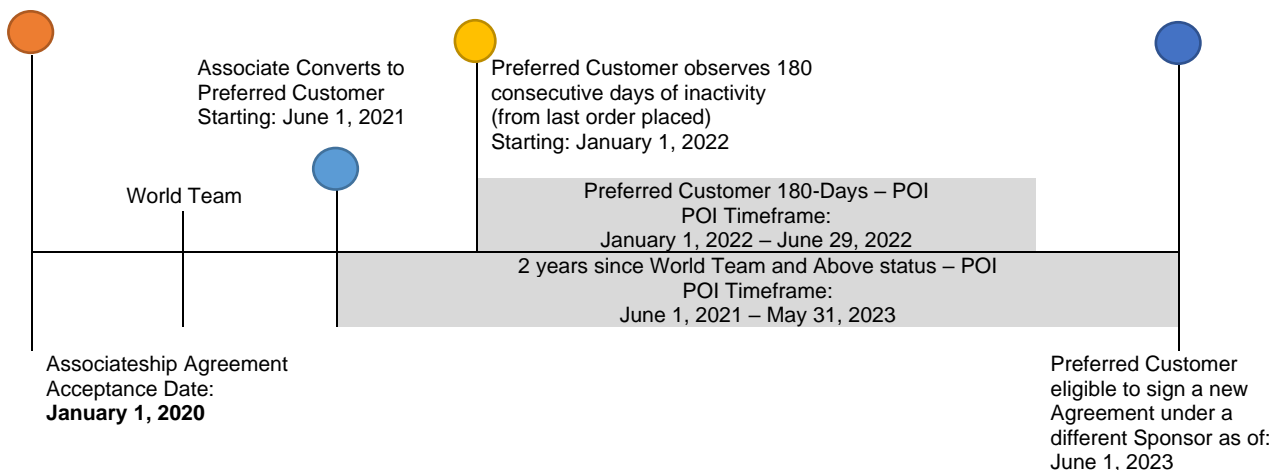 Associate Converts to
Preferred Customer
Starting: June 1, 2021
Preferred Customer observes 180
consecutive days of inactivity
(from last order placed)
Starting: January 1, 2022
World Team
Preferred Customer 180-Days – POI
POI Timeframe:
January 1, 2022 – June 29, 2022
2 years since World Team and Above status – POI
POI Timeframe:
June 1, 2021 – May 31, 2023
Associateship Agreement
Acceptance Date:
January 1, 2020
Preferred Customer
eligible to sign a new
Agreement under a
different Sponsor as of:
June 1, 2023